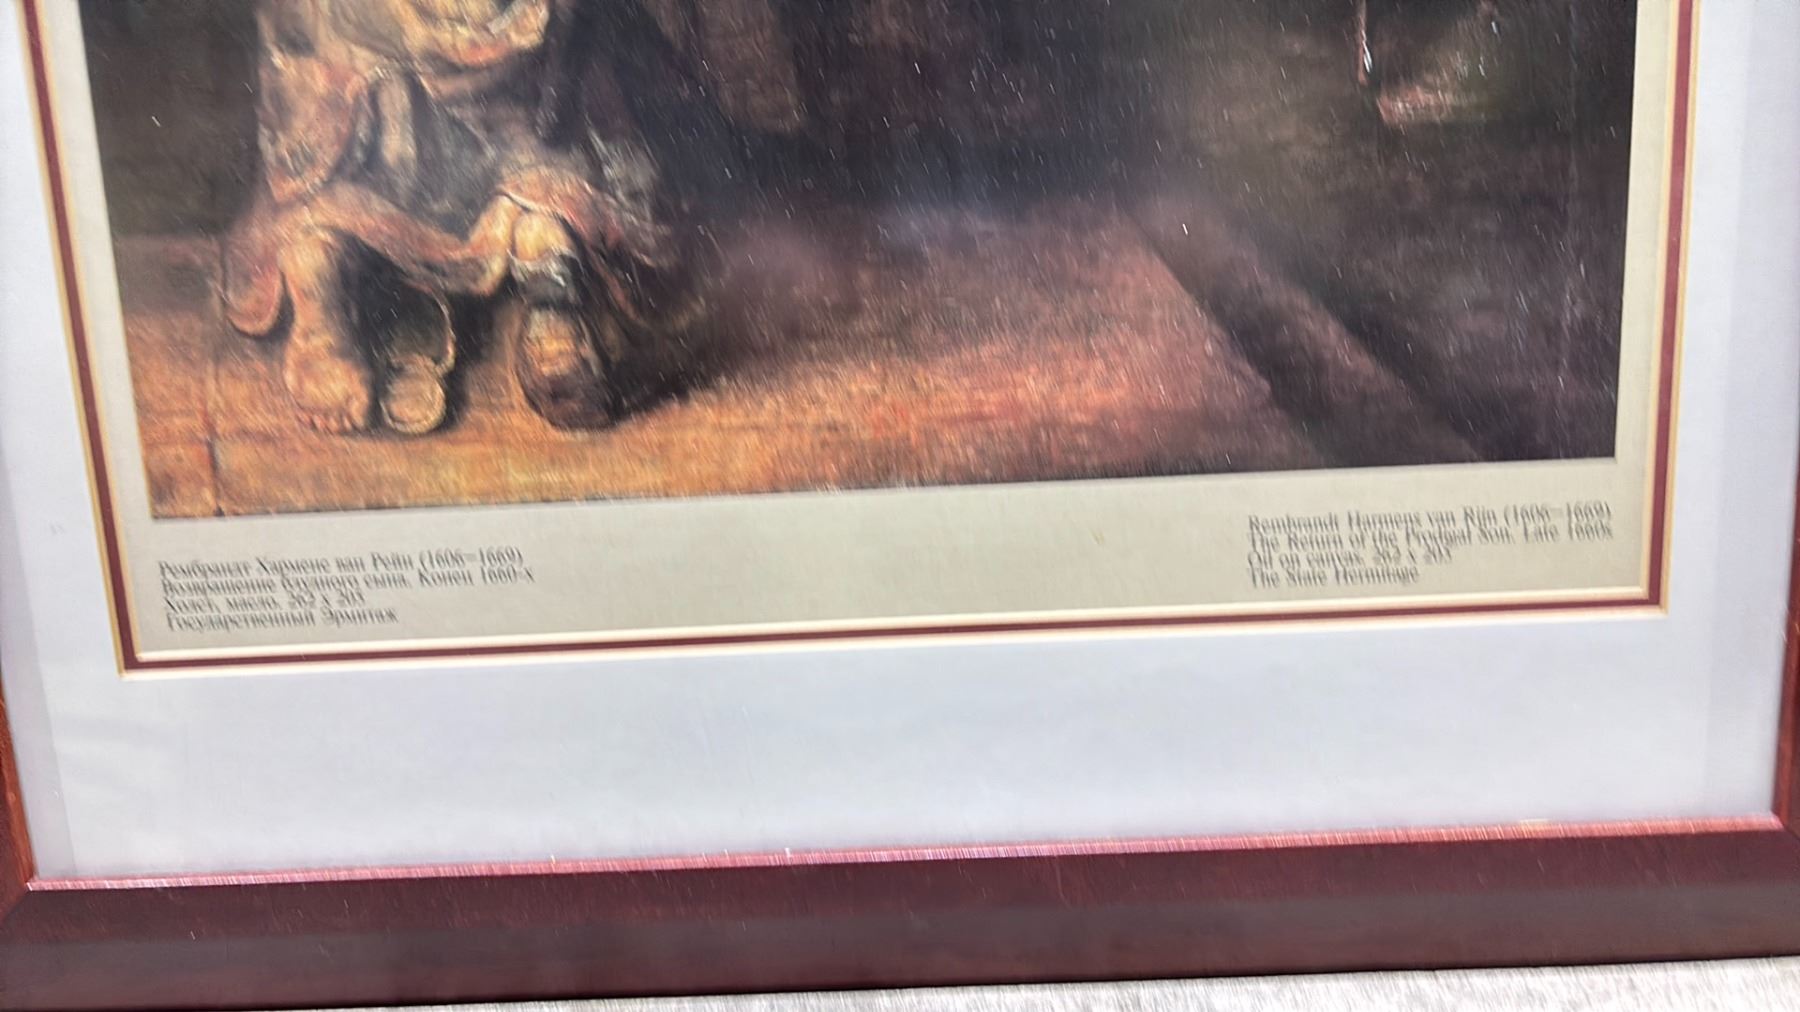 Рембрандт Харменс ван Рейн (1606–1669)
Возвращение блудного сына. Конец 1660-х
Холст, масло. 262 x 205
Государственный Эрмитаж
Rembrandt Harmens van Rijn (1606–1669)
The Return of the Prodigal Son. Late 1660s
Oil on canvas. 262 x 205
The State Hermitage